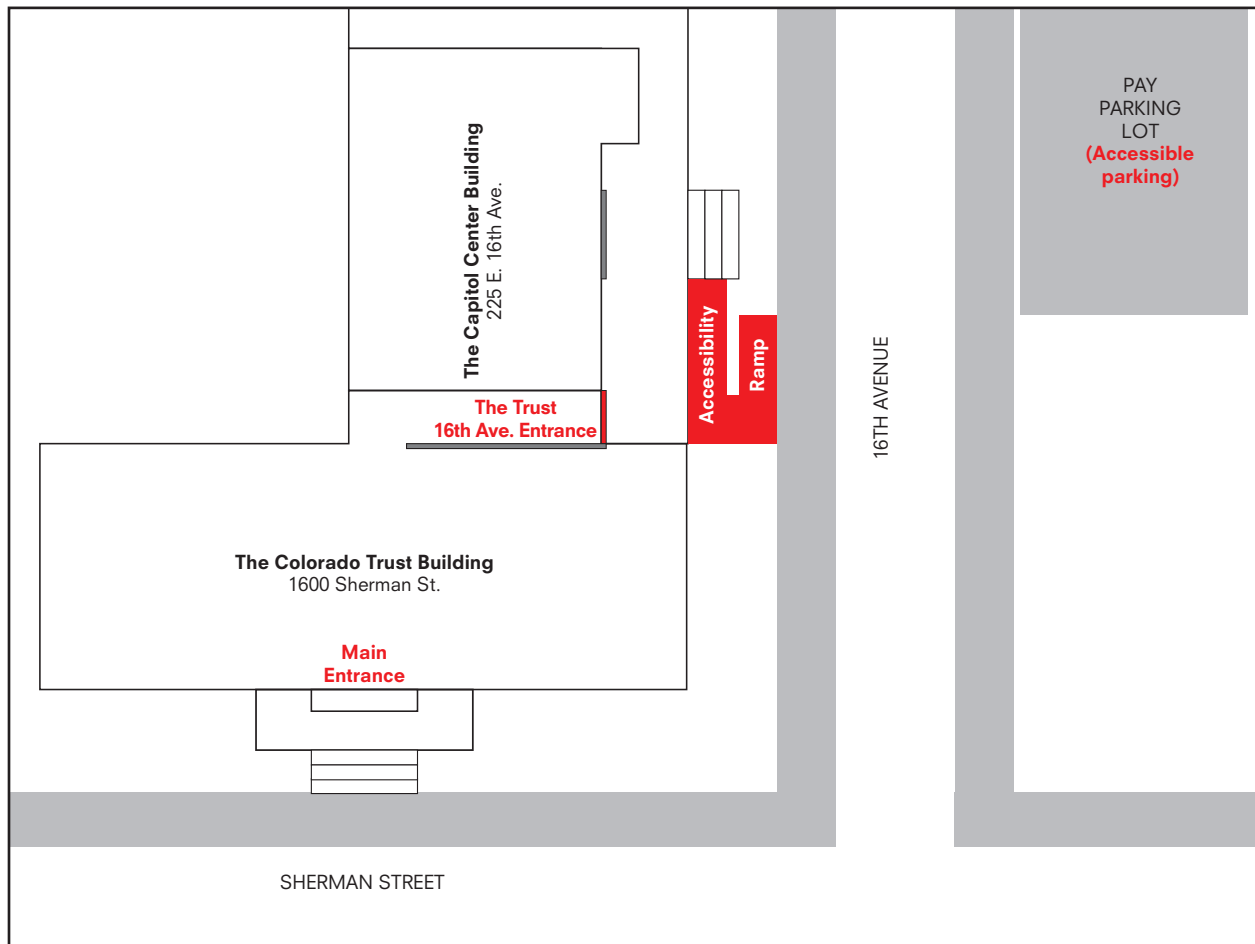 PAY
PARKING
LOT
(Accessible
parking)
The Capitol Center Building
225 E. 16th Ave.
Accessibility
Ramp
16TH AVENUE
The Trust
16th Ave. Entrance
The Colorado Trust Building
1600 Sherman St.
Main
Entrance
SHERMAN STREET